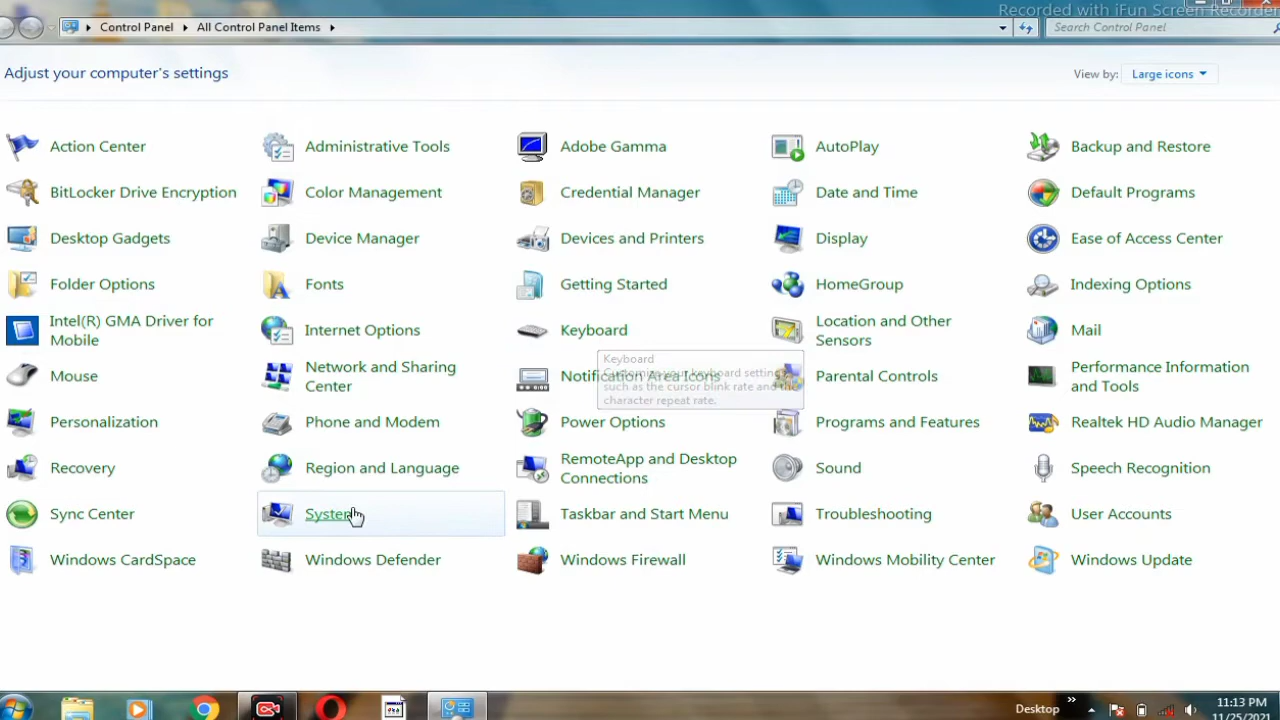 Recorded with iFun Screen Recorder
Control Panel All Control Panel Items
Search Control Panel
Adjust your computer's settings
View by: Large icons
Action Center
Administrative Tools
Adobe Gamma
AutoPlay
Backup and Restore
BitLocker Drive Encryption
Color Management
Credential Manager
Date and Time
Default Programs
Desktop Gadgets
Device Manager
Devices and Printers
Display
Ease of Access Center
Folder Options
Fonts
Getting Started
HomeGroup
Indexing Options
Intel(R) GMA Driver for
Mobile
Internet Options
Keyboard
Location and Other
Sensors
Mail
Keyboard
Customize your keyboard settings,
such as the cursor blink rate and the
character repeat rate.
Mouse
Network and Sharing
Center
Notification Area Icons
Parental Controls
Performance Information
and Tools
Personalization
Phone and Modem
Power Options
Programs and Features
Realtek HD Audio Manager
Recovery
Region and Language
RemoteApp and Desktop
Connections
Sound
Speech Recognition
Sync Center
System
Taskbar and Start Menu
Troubleshooting
User Accounts
Windows CardSpace
Windows Defender
Windows Firewall
Windows Mobility Center
Windows Update
Desktop
11:13 PM
11/25/2021